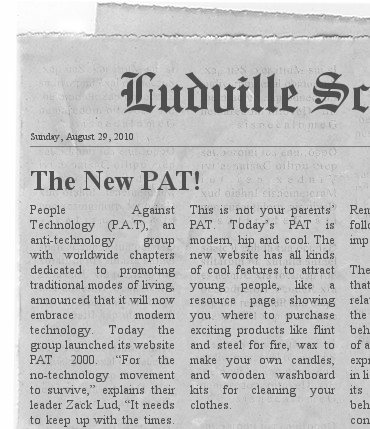 Ludville Sc
Sunday, August 29, 2010
The New PAT!
People Against
Technology (P.A.T), an
anti-technology group
with worldwide chapters
dedicated to promoting
traditional modes of living,
announced that it will now
embrace modern
technology. Today the
group launched its website
PAT 2000. “For the
no-technology movement
to survive,” explains their
leader Zack Lud, “It needs
to keep up with the times.
This is not your parents’
PAT. Today’s PAT is
modern, hip and cool. The
new website has all kinds
of cool features to attract
young people, like a
resource page showing
you where to purchase
exciting products like flint
and steel for fire, wax to
make your own candles,
and wooden washboard
kits for cleaning your
clothes.
Rem
follo
imp
The
that
rela
the
beh
of a
exp
in li
its
beh
con